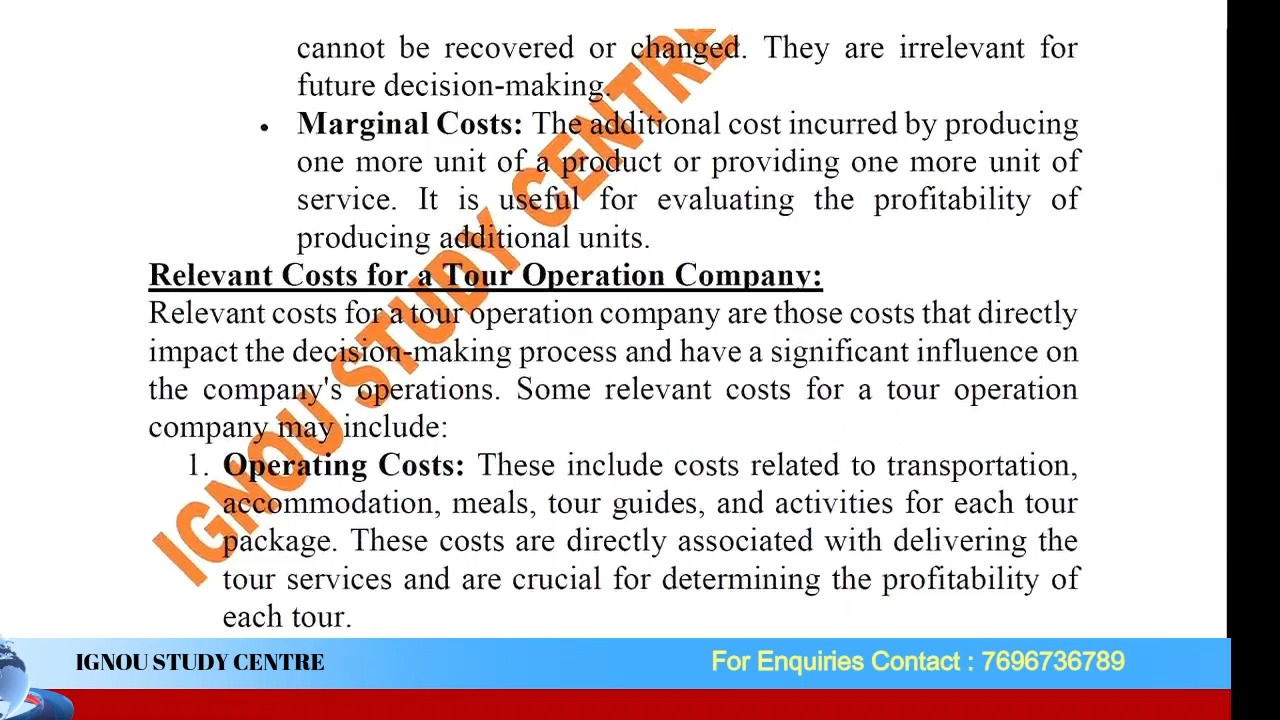 cannot be recovered or changed. They are irrelevant for
future decision-making.
• Marginal Costs: The additional cost incurred by producing
one more unit of a product or providing one more unit of
service. It is useful for evaluating the profitability of
producing additional units.
Relevant Costs for a Tour Operation Company:
Relevant costs for a tour operation company are those costs that directly
impact the decision-making process and have a significant influence on
the company's operations. Some relevant costs for a tour operation
company may include:
1. Operating Costs: These include costs related to transportation,
accommodation, meals, tour guides, and activities for each tour
package. These costs are directly associated with delivering the
tour services and are crucial for determining the profitability of
each tour.
IGNOU STUDY CENTRE
IGNOU STUDY CENTRE
For Enquiries Contact : 7696736789